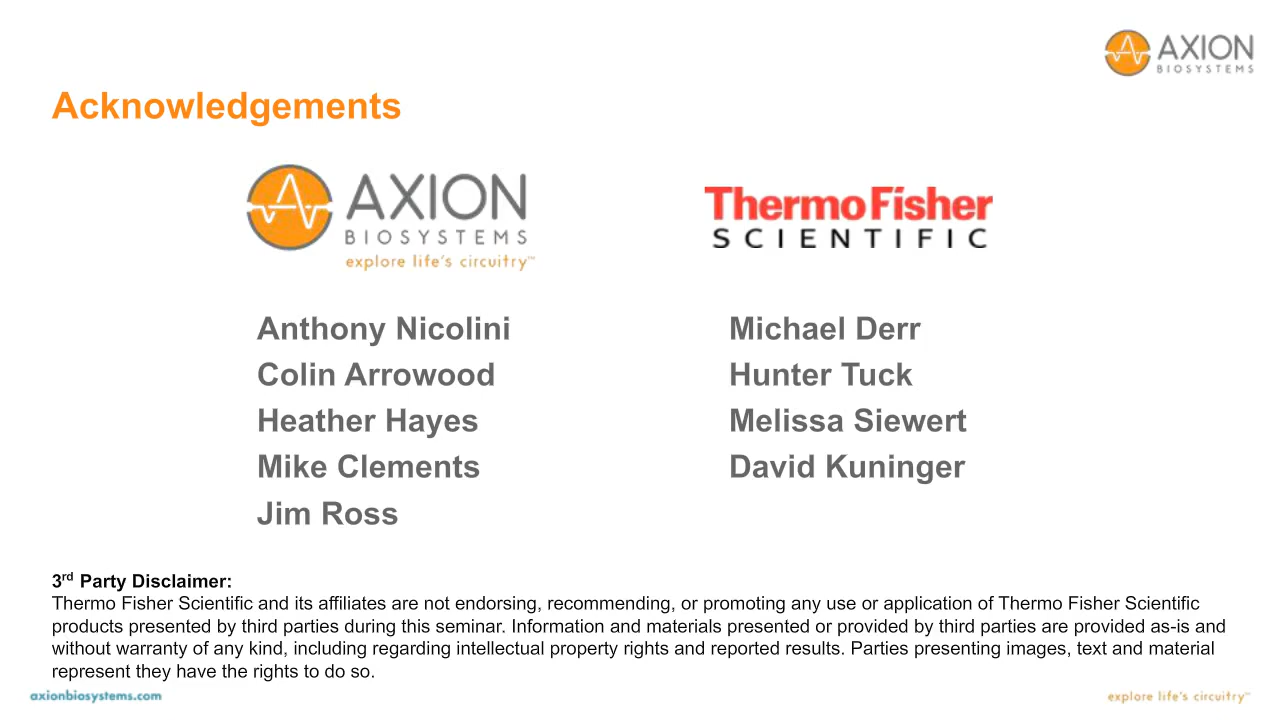 AXION
BIOSYSTEMS
Acknowledgements
AXION
BIOSYSTEMS
explore life's circuitry™
ThermoFisher
SCIENTIFIC
Anthony Nicolini
Colin Arrowood
Heather Hayes
Mike Clements
Jim Ross
Michael Derr
Hunter Tuck
Melissa Siewert
David Kuninger
3rd Party Disclaimer:
Thermo Fisher Scientific and its affiliates are not endorsing, recommending, or promoting any use or application of Thermo Fisher Scientific
products presented by third parties during this seminar. Information and materials presented or provided by third parties are provided as-is and
without warranty of any kind, including regarding intellectual property rights and reported results. Parties presenting images, text and material
represent they have the rights to do so.
axionbiosystems.com
explore life's circuitry™